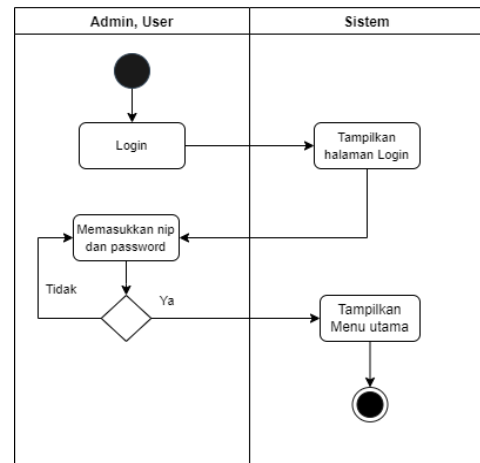 Admin, User
Sistem
Login
Tampilkan
halaman Login
Memasukkan nip
dan password
Tidak
Ya
Tampilkan
Menu utama